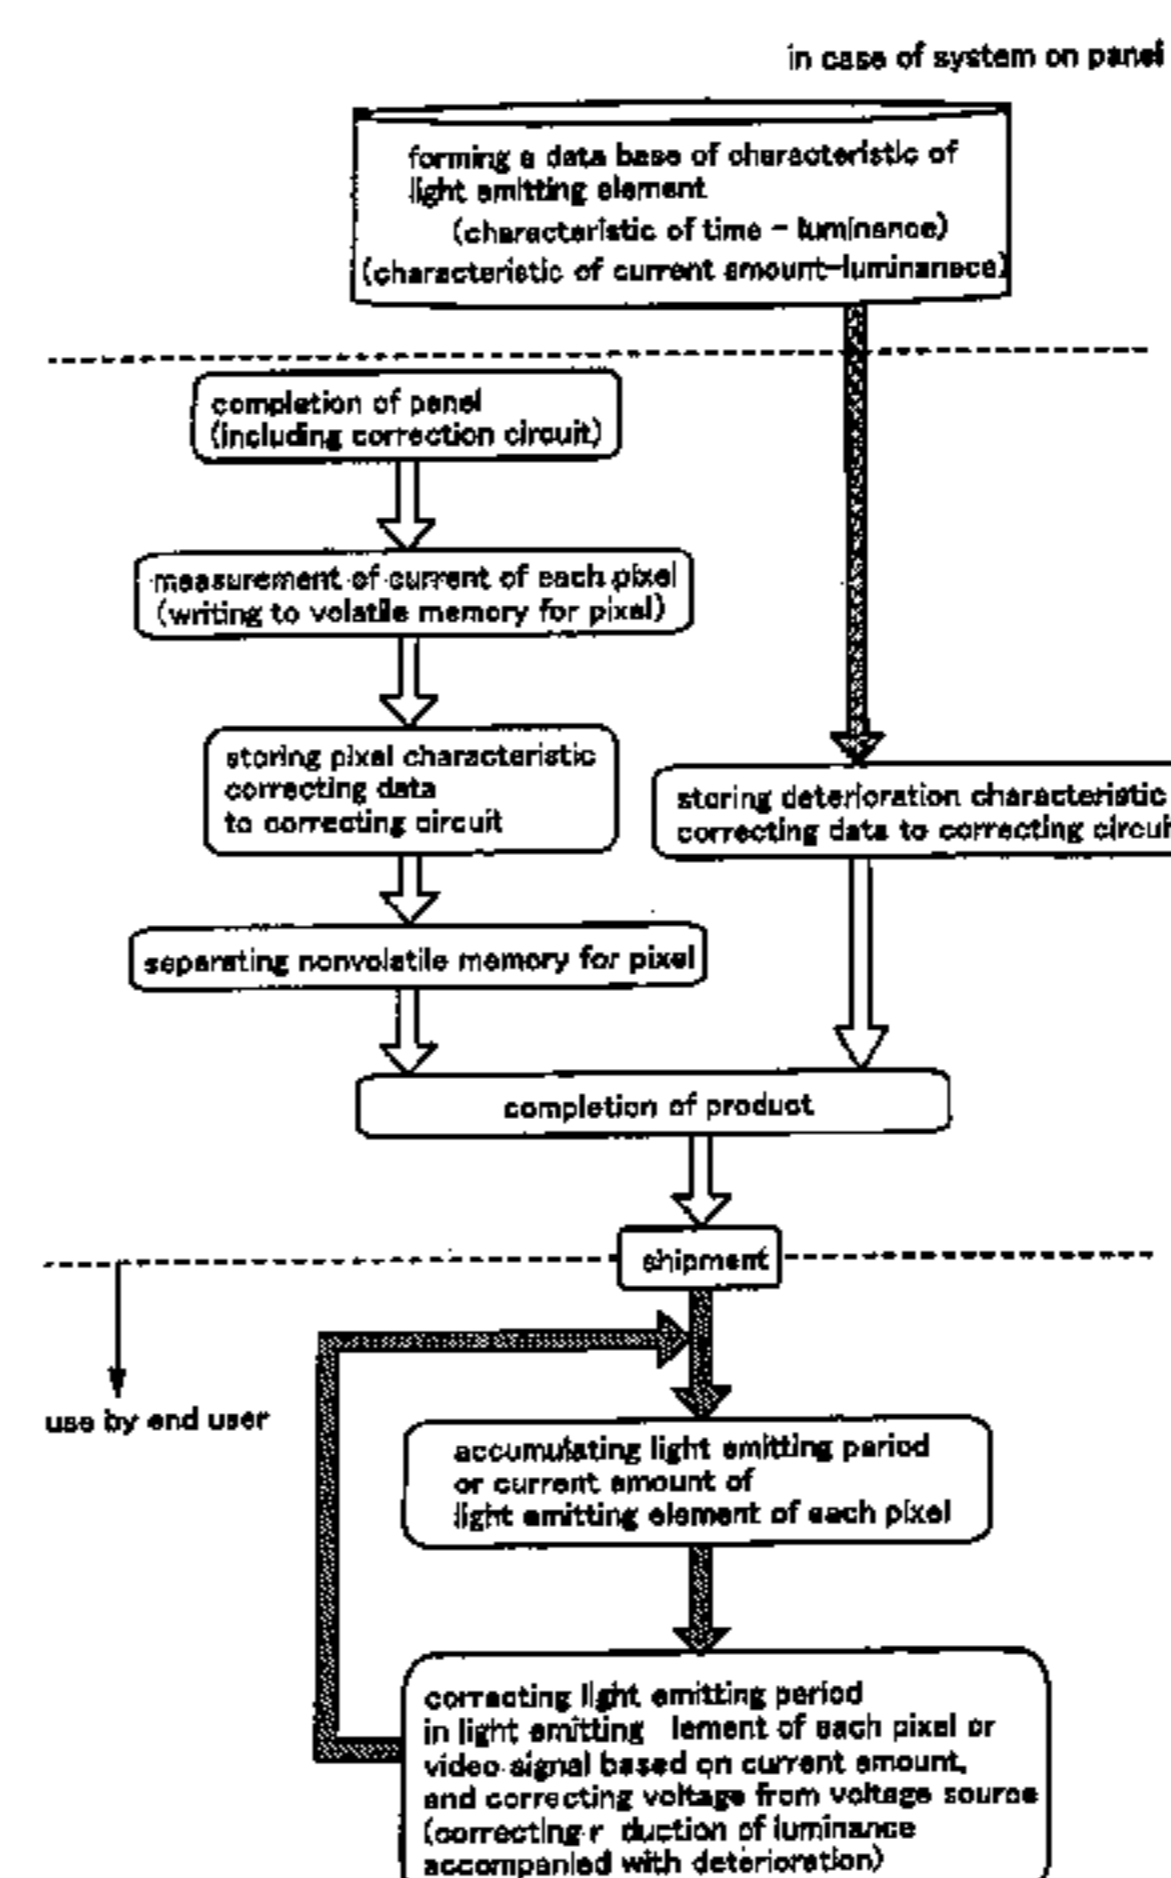 in case of system on panel
forming a data base of characteristic of
light emitting element
(characteristic of time - luminance)
(characteristic of current amount-luminanece)
completion of panel
(including correction circuit)
measurement of current of each pixel
(writing to volatile memory for pixel)
storing pixel characteristic
correcting data
to correcting circuit
storing deterioration characteristic
correcting data to correcting circuit
separating nonvolatile memory for pixel
completion of product
shipment
use by end user
accumulating light emitting period
or current amount of
light emitting element of each pixel
correcting light emitting period
in light emitting lement of each pixel or
video signal based on current amount,
and correcting voltage from voltage source
(correcting r duction of luminance
accompanied with deterioration)